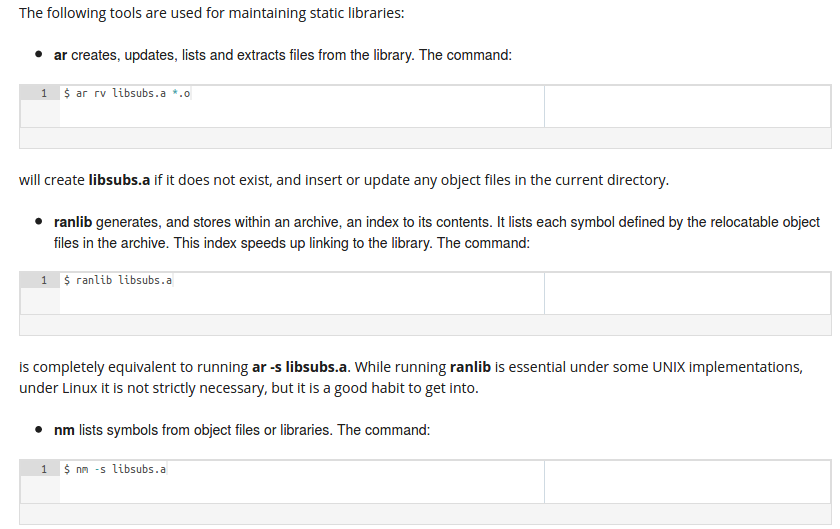 The following tools are used for maintaining static libraries:
• ar creates, updates, lists and extracts files from the library. The command:
1 $ ar rv libsubs.a *.o
will create libsubs.a if it does not exist, and insert or update any object files in the current directory.
• ranlib generates, and stores within an archive, an index to its contents. It lists each symbol defined by the relocatable object
files in the archive. This index speeds up linking to the library. The command:
1 $ ranlib libsubs.a
is completely equivalent to running ar -s libsubs.a. While running ranlib is essential under some UNIX implementations,
under Linux it is not strictly necessary, but it is a good habit to get into.
• nm lists symbols from object files or libraries. The command:
1 $ nm -s libsubs.a